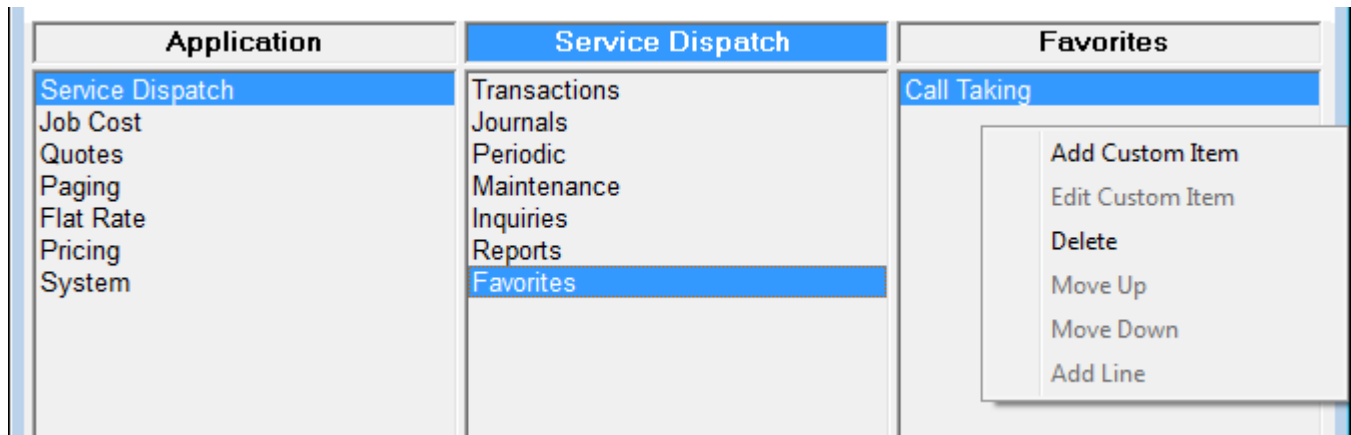 Application
Service Dispatch
Favorites
Service Dispatch
Job Cost
Quotes
Paging
Flat Rate
Pricing
System
Transactions
Journals
Periodic
Maintenance
Inquiries
Reports
Favorites
Call Taking
Add Custom Item
Edit Custom Item
Delete
Move Up
Move Down
Add Line